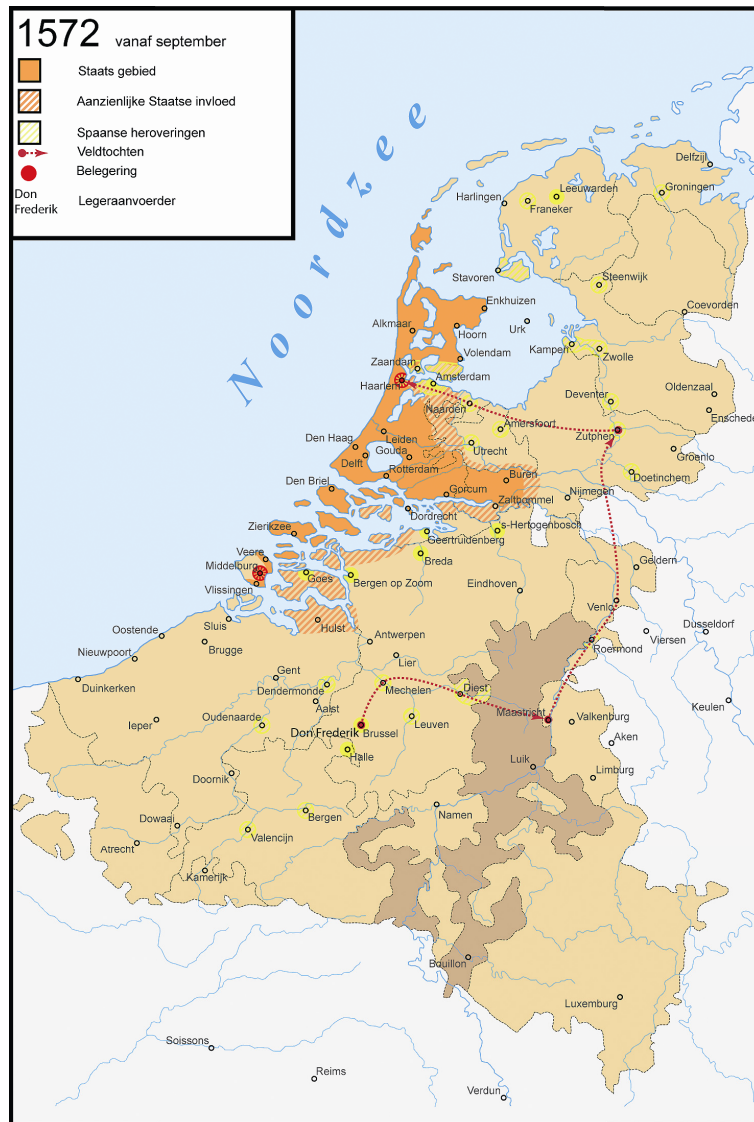 1572 vanaf september
Staats gebied
Aanzienlijke Staatse invloed
Spaanse heroveringen
Veldtochten
Belegering
Don
Frederik
Legeraanvoerder
Noordzee
Delfzijl
Groningen
Leeuwarden
Harlingen
Franeker
Stavoren
Steenwijk
Coevorden
Enkhuizen
Urk
Alkmaar
Hoorn
Volendam
Kampen
Zwolle
Zaandam
Amsterdam
Haarlem
Naarden
Deventer
Oldenzaal
Enschede
Amersfoort
Zutphen
Den Haag
Leiden
Gouda
Utrecht
Groenlo
Delft
Rotterdam
Buren
Doetinchem
Den Briel
Gorcum
Zaltbommel
Nijmegen
Dordrecht
Zierikzee
's-Hertogenbosch
Geertruidenberg
Veere
Breda
Middelburg
Goes
Bergen op Zoom
Geldern
Vlissingen
Eindhoven
Venlo
Sluis
Hulst
Dusseldorf
Oostende
Brugge
Antwerpen
Viersen
Roermond
Nieuwpoort
Lier
Gent
Duinkerken
Dendermonde
Mechelen
Diest
Keulen
Aalst
Maastricht
Valkenburg
Ieper
Oudenaarde
Leuven
Don Frederik
Brussel
Aken
Halle
Luik
Limburg
Doornik
Bergen
Namen
Dowaai
Valencijn
Atrecht
Kamerijk
Bouillon
Luxemburg
Soissons
Reims
Verdun